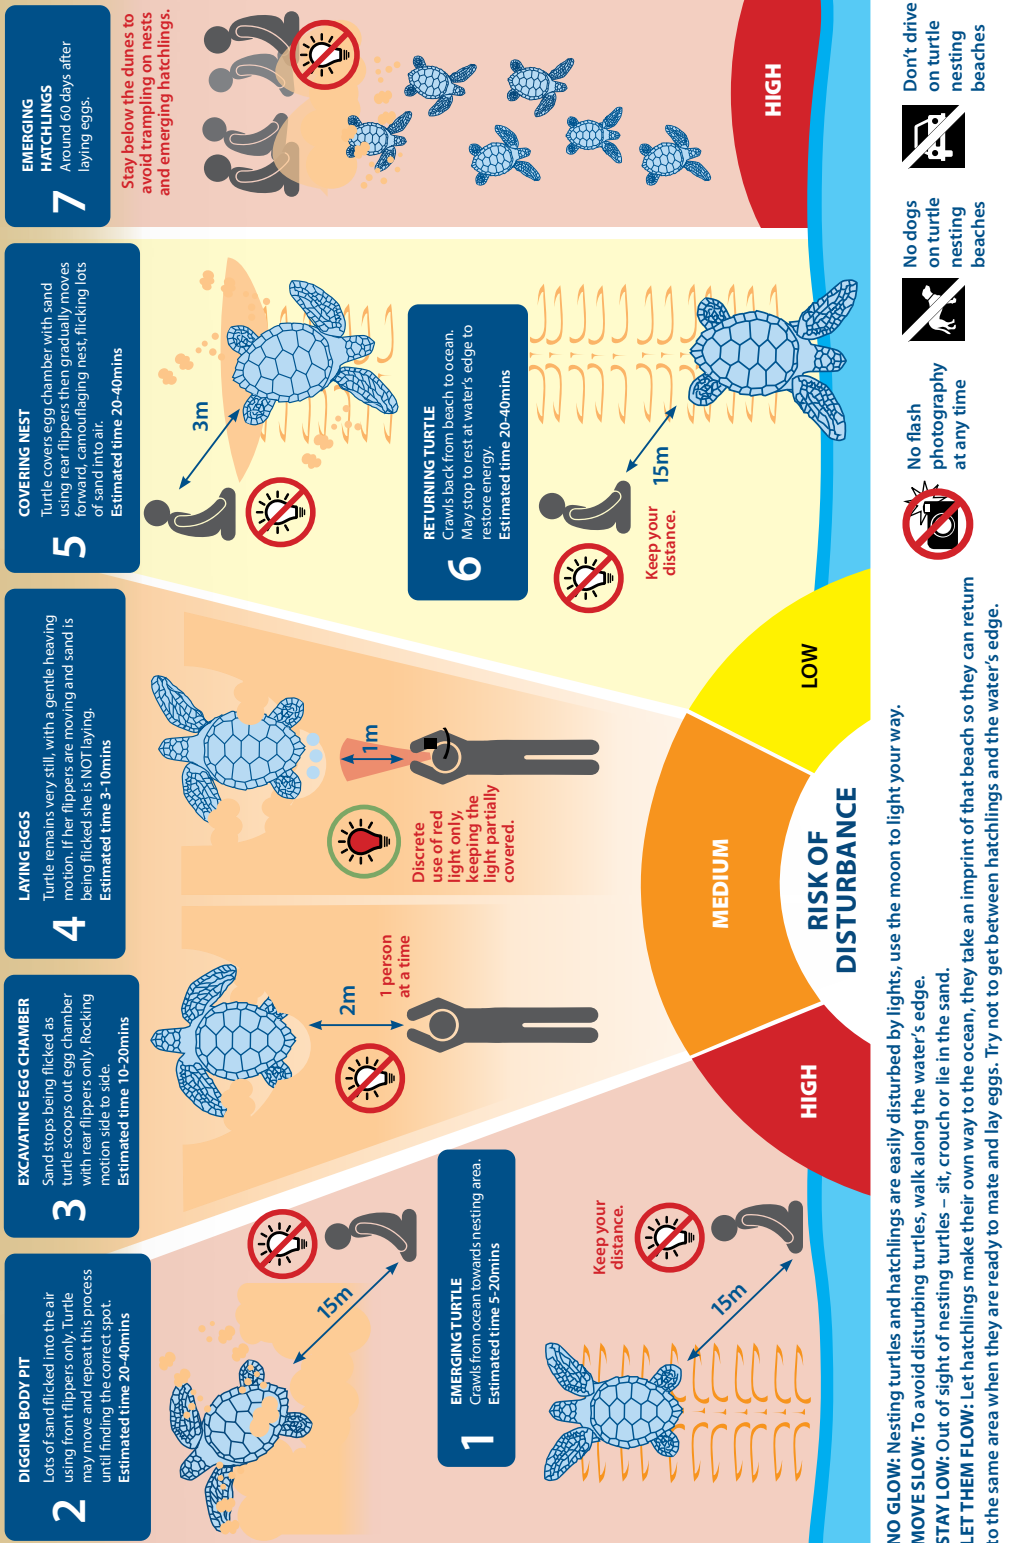 2
DIGGING BODY PIT
Lots of sand flicked into the air
using front flippers only. Turtle
may move and repeat this process
until finding the correct spot.
Estimated time 20-40mins
15m
1
EMERGING TURTLE
Crawls from ocean towards nesting area.
Estimated time 5-20mins
Keep your
distance.
15m
3
EXCAVATING EGG CHAMBER
Sand stops being flicked as
turtle scoops out egg chamber
with rear flippers only. Rocking
motion side to side.
Estimated time 10-20mins
2m
1 person
at a time
4
LAYING EGGS
Turtle remains very still, with a gentle heaving
motion. If her flippers are moving and sand is
being flicked she is NOT laying.
Estimated time 3-10mins
1m
Discrete
use of red
light only,
keeping the
light partially
covered.
5
COVERING NEST
Turtle covers egg chamber with sand
using rear flippers then gradually moves
forward, camouflaging nest, flicking lots
of sand into air.
Estimated time 20-40mins
3m
6
RETURNING TURTLE
Crawls back from beach to ocean.
May stop to rest at water's edge to
restore energy.
Estimated time 20-40mins
15m
Keep your
distance.
7
EMERGING
HATCHLINGS
Around 60 days after
laying eggs.
Stay below the dunes to
avoid trampling on nests
and emerging hatchlings.
HIGH
MEDIUM
LOW
HIGH
RISK OF
DISTURBANCE
NO GLOW: Nesting turtles and hatchlings are easily disturbed by lights, use the moon to light your way.
MOVE SLOW: To avoid disturbing turtles, walk along the water's edge.
STAY LOW: Out of sight of nesting turtles – sit, crouch or lie in the sand.
LET THEM FLOW: Let hatchlings make their own way to the ocean, they take an imprint of that beach so they can return
to the same area when they are ready to mate and lay eggs. Try not to get between hatchlings and the water's edge.
No flash
photography
at any time
No dogs
on turtle
nesting
beaches
Don't drive
on turtle
nesting
beaches